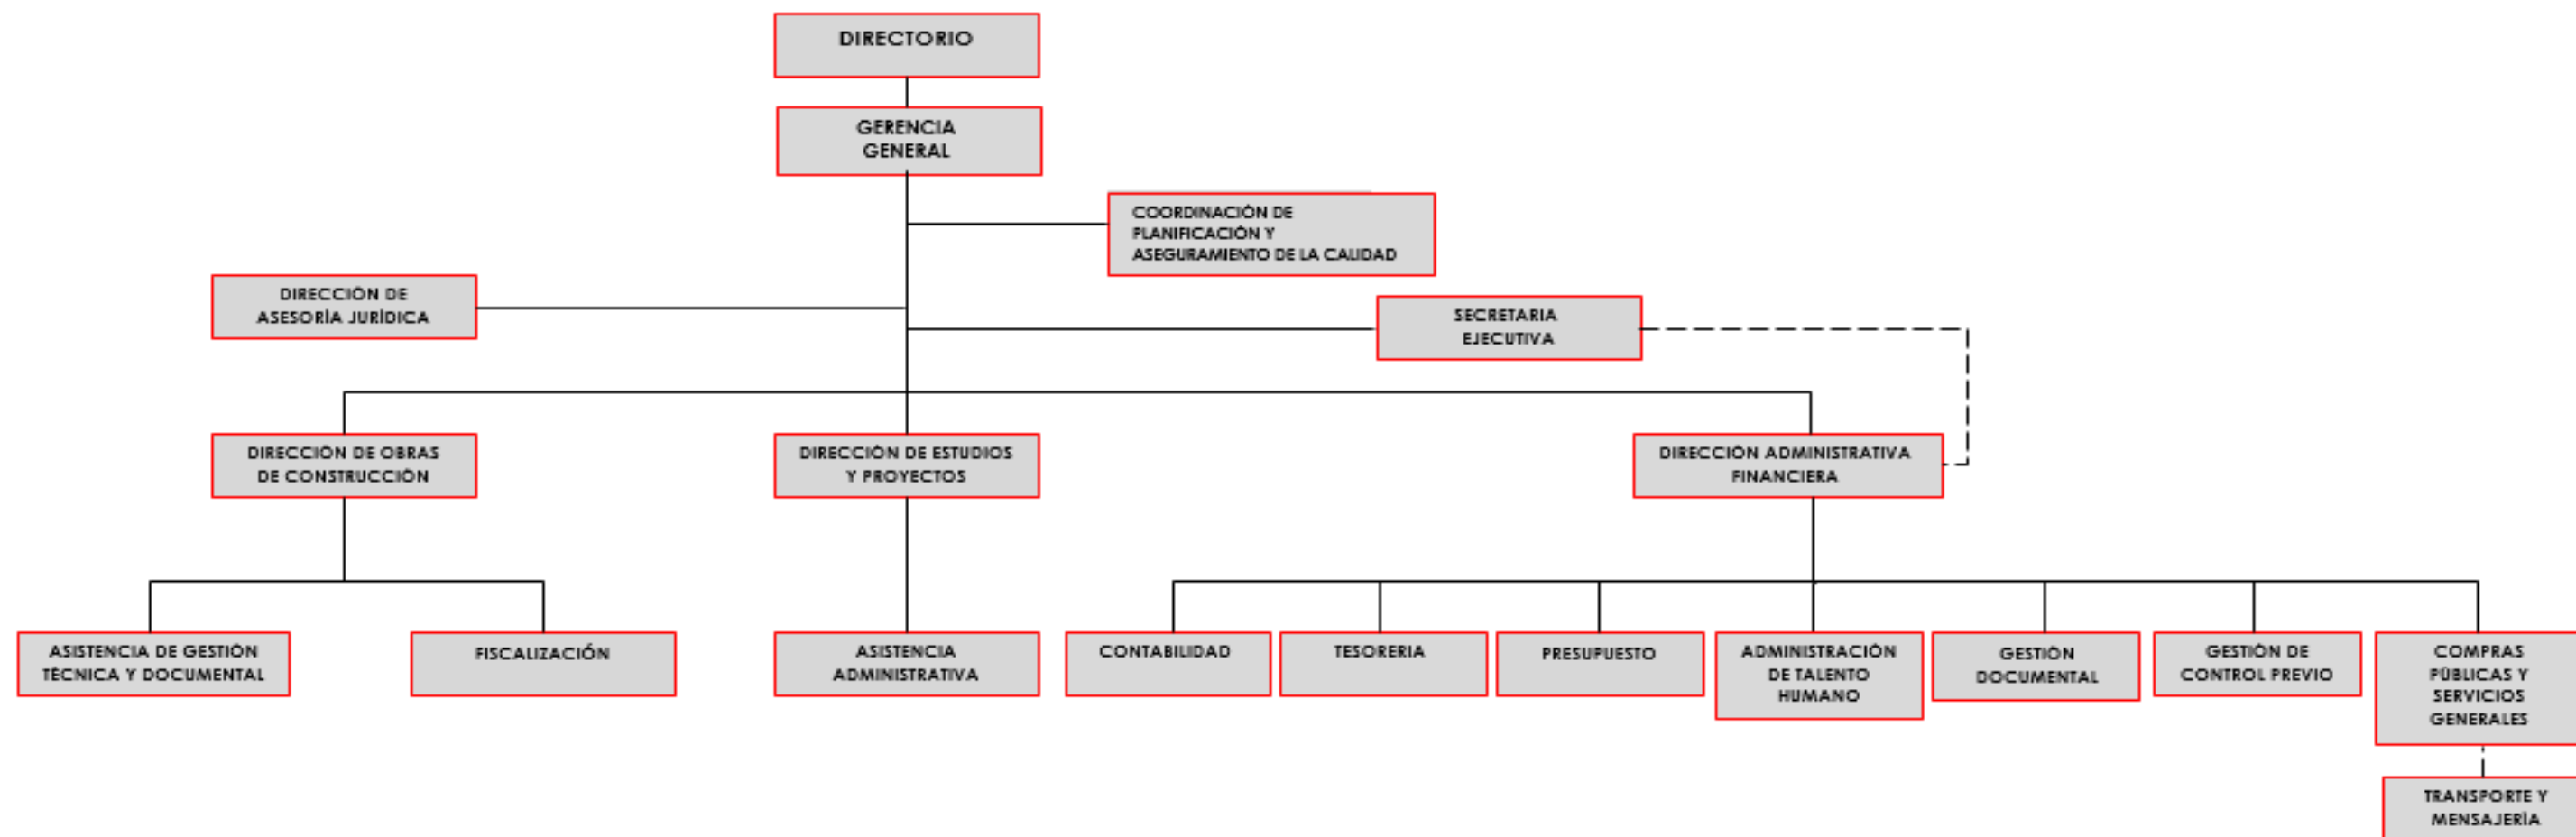 DIRECTORIO
GERENCIA
GENERAL
COORDINACIÓN DE
PLANIFICACIÓN Y
ASEGURAMIENTO DE LA CALIDAD
DIRECCIÓN DE
ASESORÍA JURÍDICA
SECRETARIA
EJECUTIVA
DIRECCIÓN DE OBRAS
DE CONSTRUCCIÓN
DIRECCIÓN DE ESTUDIOS
Y PROYECTOS
DIRECCIÓN ADMINISTRATIVA
FINANCIERA
ASISTENCIA DE GESTIÓN
TÉCNICA Y DOCUMENTAL
FISCALIZACIÓN
ASISTENCIA
ADMINISTRATIVA
CONTABILIDAD
TESORERIA
PRESUPUESTO
ADMINISTRACIÓN
DE TALENTO
HUMANO
GESTIÓN
DOCUMENTAL
GESTIÓN DE
CONTROL PREVIO
COMPRAS
PÚBLICAS Y
SERVICIOS
GENERALES
TRANSPORTE Y
MENSAJERÍA